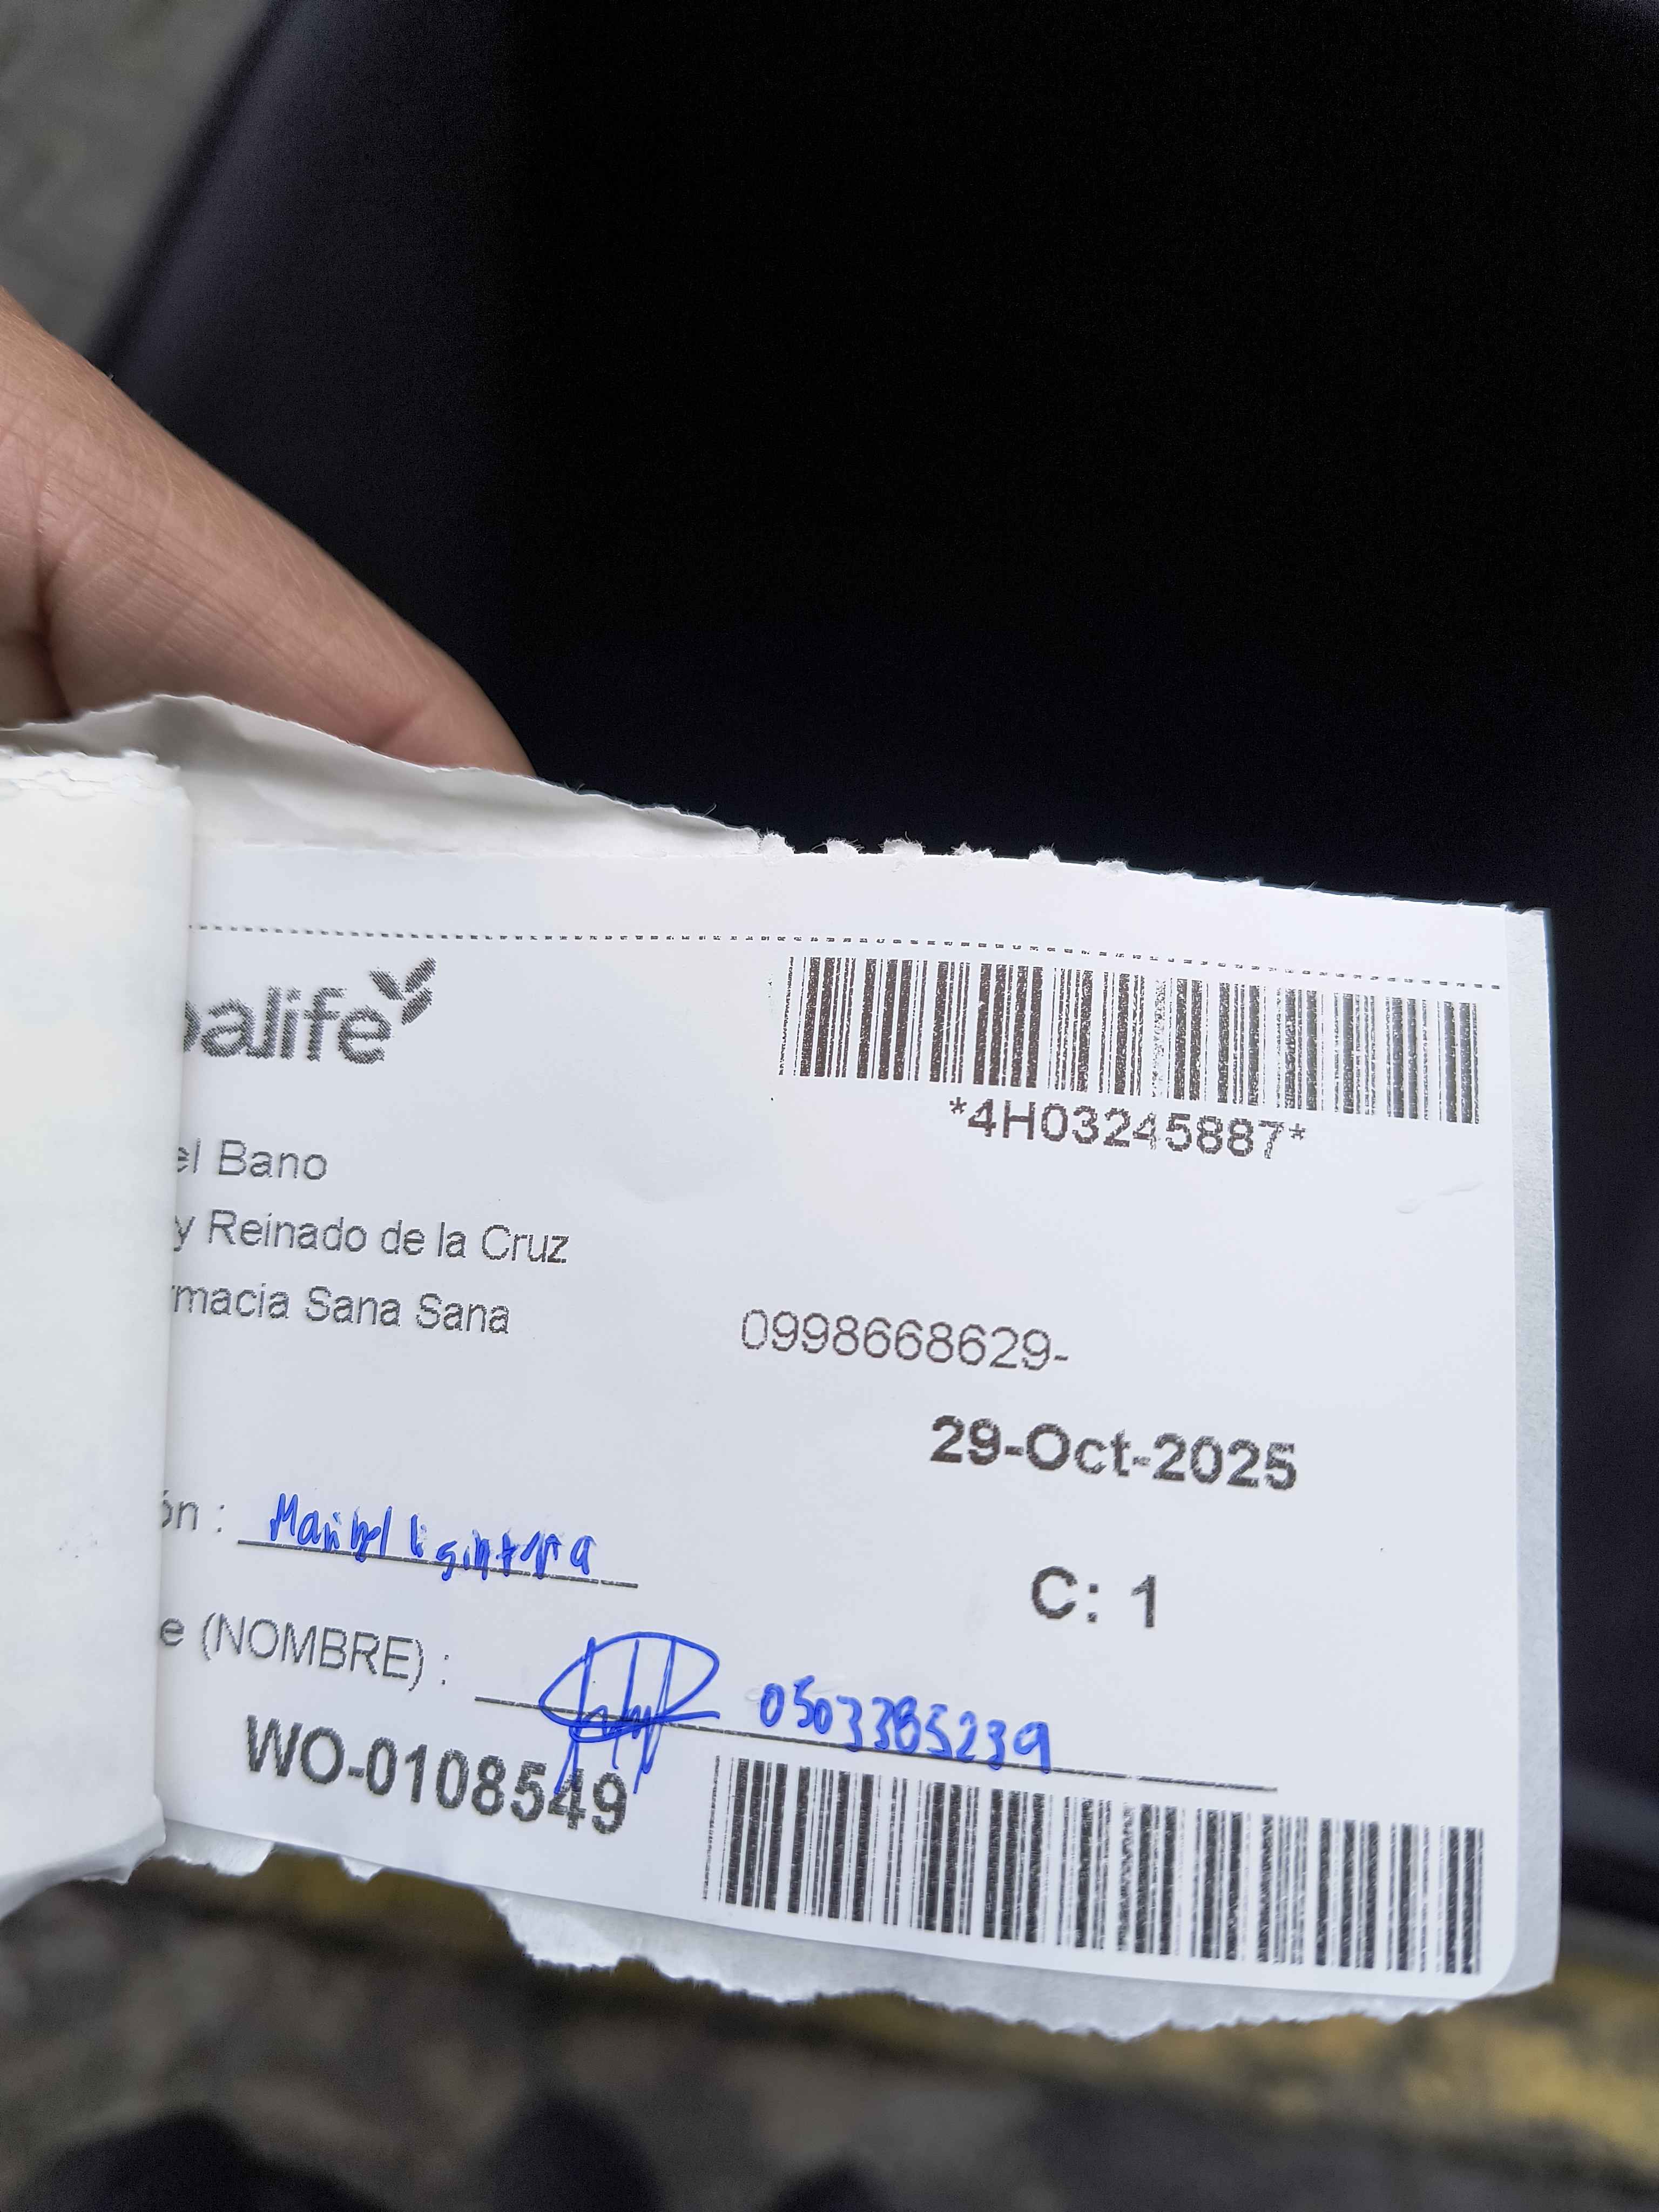 balife
*4H03245887*
el Bano
y Reinado de la Cruz
rmacia Sana Sana
0998668629-
29-Oct-2025
ón : Maribel
C: 1
e (NOMBRE) : 0503385239
WO-0108549